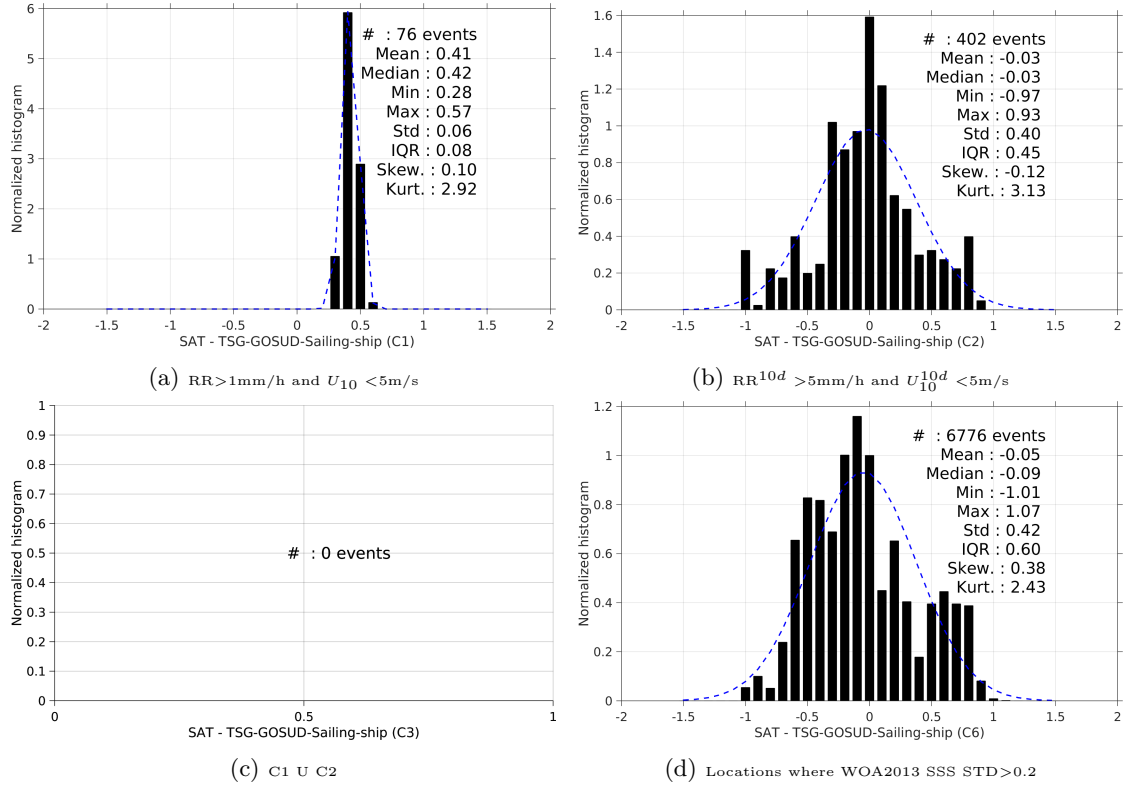 Normalized histogram
6
5
4
3
2
1
0
-2
-1.5
-1
-0.5
0
0.5
1
1.5
2
# : 76 events
Mean : 0.41
Median : 0.42
Min : 0.28
Max : 0.57
Std : 0.06
IQR : 0.08
Skew. : 0.10
Kurt. : 2.92
SAT - TSG-GOSUD-Sailing-ship (C1)
(a) RR>1mm/h and U10 <5m/s
Normalized histogram
1.6
1.4
1.2
1
0.8
0.6
0.4
0.2
0
-2
-1.5
-1
-0.5
0
0.5
1
1.5
2
# : 402 events
Mean : -0.03
Median : -0.03
Min : -0.97
Max : 0.93
Std : 0.40
IQR : 0.45
Skew. : -0.12
Kurt. : 3.13
SAT - TSG-GOSUD-Sailing-ship (C2)
(b) RR10d >5mm/h and U10d10 <5m/s
Normalized histogram
1
0.9
0.8
0.7
0.6
0.5
0.4
0.3
0.2
0.1
0
0
0.5
1
# : 0 events
SAT - TSG-GOSUD-Sailing-ship (C3)
(c) C1 U C2
Normalized histogram
1.2
1
0.8
0.6
0.4
0.2
0
-2
-1.5
-1
-0.5
0
0.5
1
1.5
2
# : 6776 events
Mean : -0.05
Median : -0.09
Min : -1.01
Max : 1.07
Std : 0.42
IQR : 0.60
Skew. : 0.38
Kurt. : 2.43
SAT - TSG-GOSUD-Sailing-ship (C6)
(d) Locations where WOA2013 SSS STD>0.2